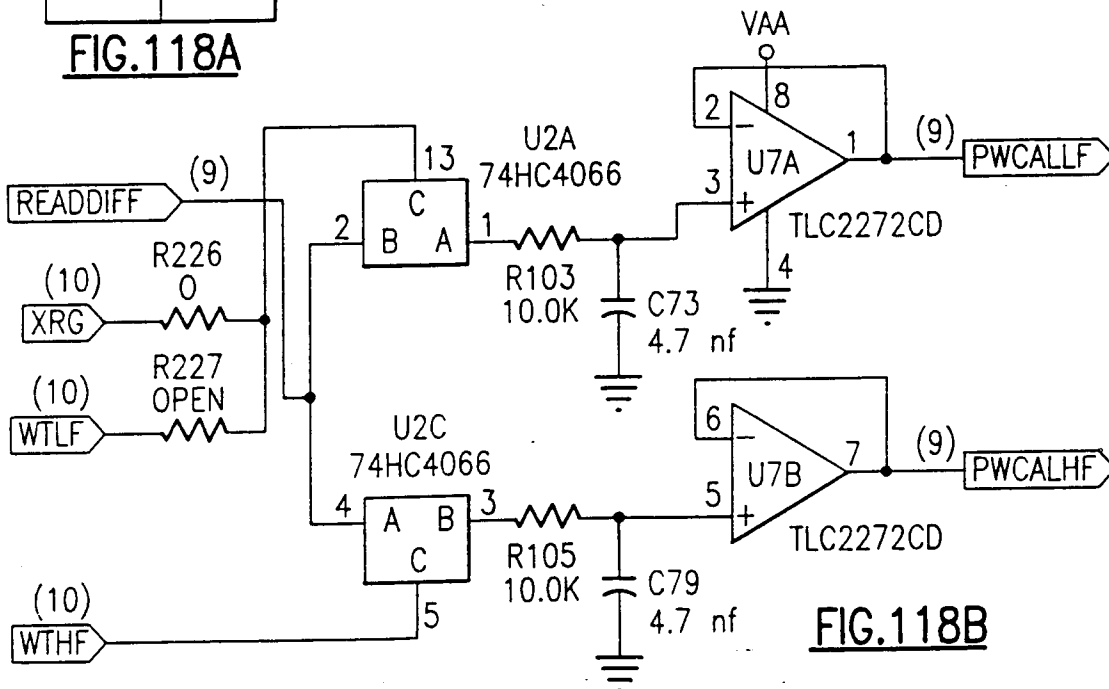 FIG.118A
VAA
8
2
-
U7A
1
(9)
PWCALLF
3
+
TLC2272CD
4
U2A
74HC4066
13
C
2
B
A
1
R103
10.0K
C73
4.7 nf
READDIFF
(9)
(10)
XRG
R226
0
(10)
WTLF
R227
OPEN
U2C
74HC4066
4
A
B
3
C
5
R105
10.0K
C79
4.7 nf
6
-
U7B
7
(9)
PWCALHF
5
+
TLC2272CD
(10)
WTHF
FIG.118B